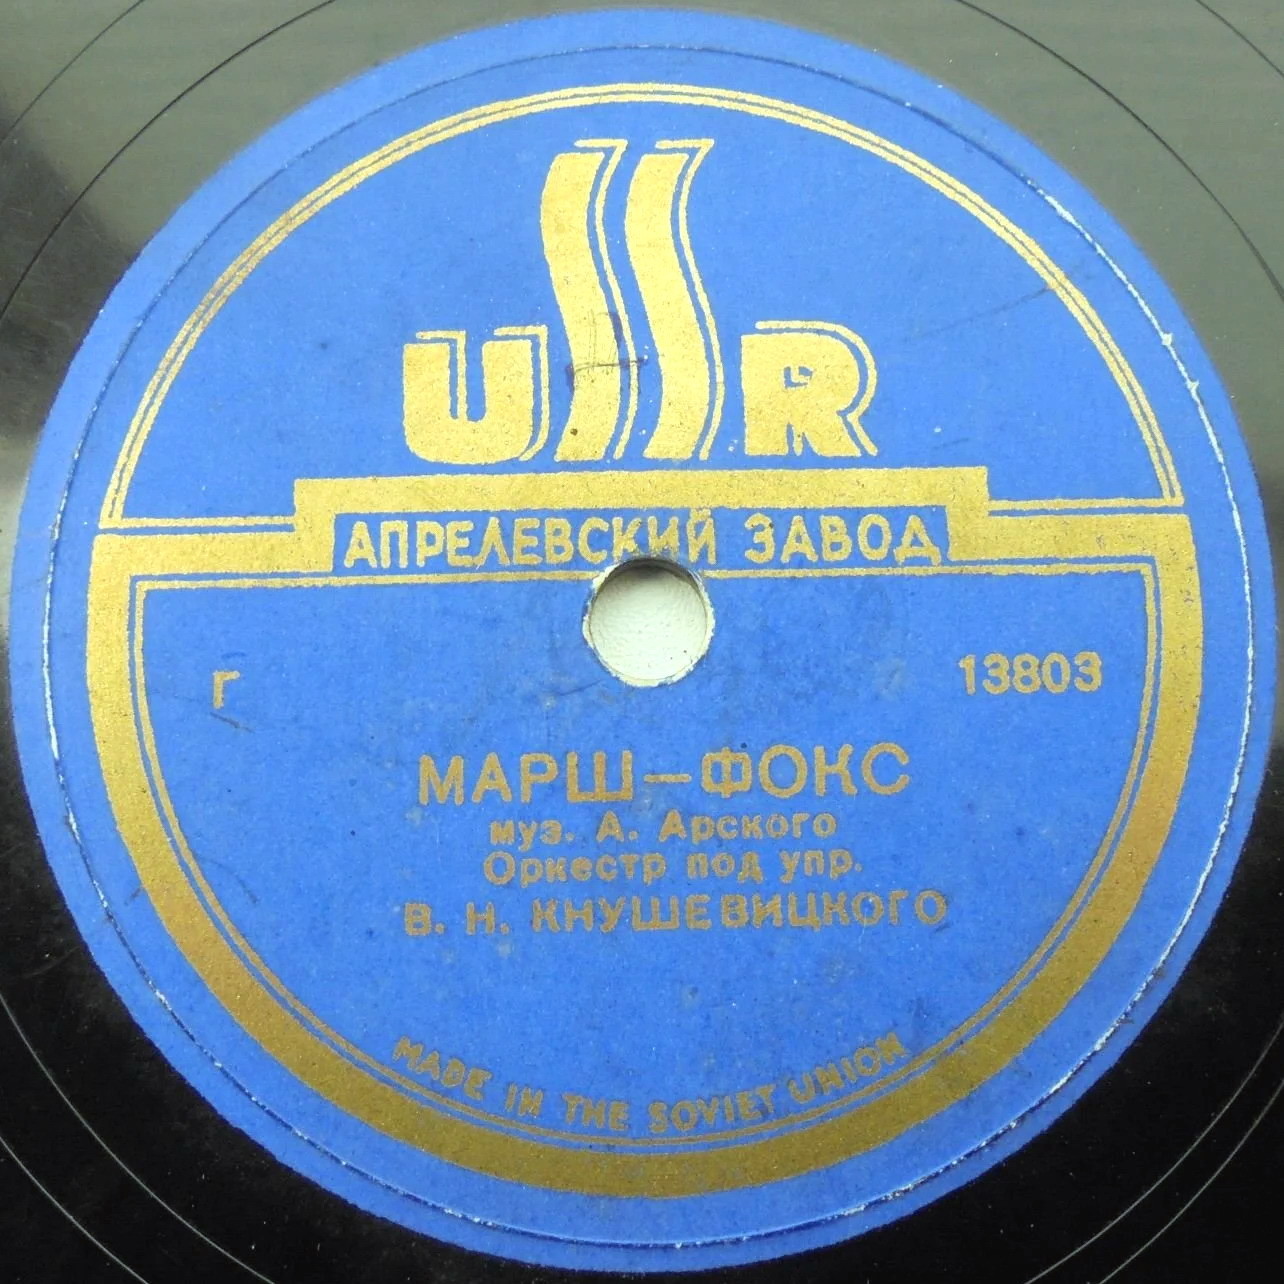 USSR
АПРЕЛЕВСКИЙ ЗАВОД
Г 13803
МАРШ—ФОКС
муз. А. Арского
Оркестр под упр.
В. Н. КНУШЕВИЦКОГО
MADE IN THE SOVIET UNION